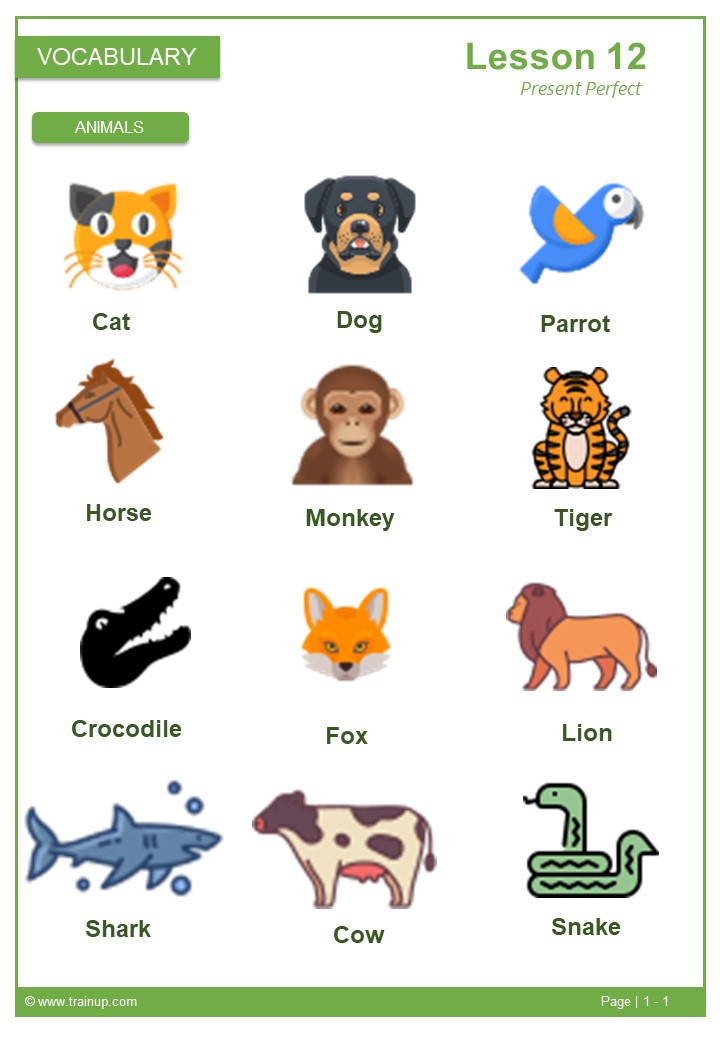 VOCABULARY
Lesson 12
Present Perfect
ANIMALS
Cat
Dog
Parrot
Horse
Monkey
Tiger
Crocodile
Fox
Lion
Shark
Cow
Snake
© www.trainup.com
Page | 1 - 1